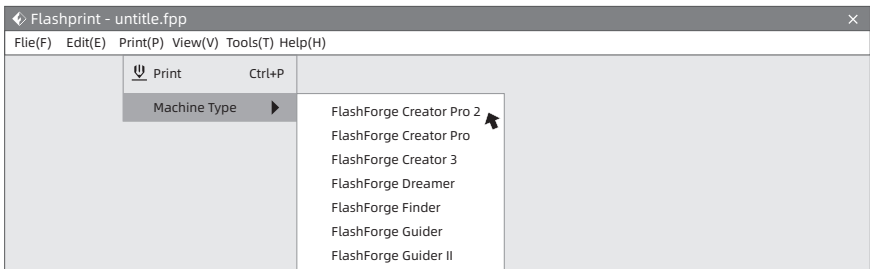 Flashprint - untitle.fpp ×
Flie(F) Edit(E) Print(P) View(V) Tools(T) Help(H)
Print Ctrl+P
Machine Type
FlashForge Creator Pro 2
FlashForge Creator Pro
FlashForge Creator 3
FlashForge Dreamer
FlashForge Finder
FlashForge Guider
FlashForge Guider II